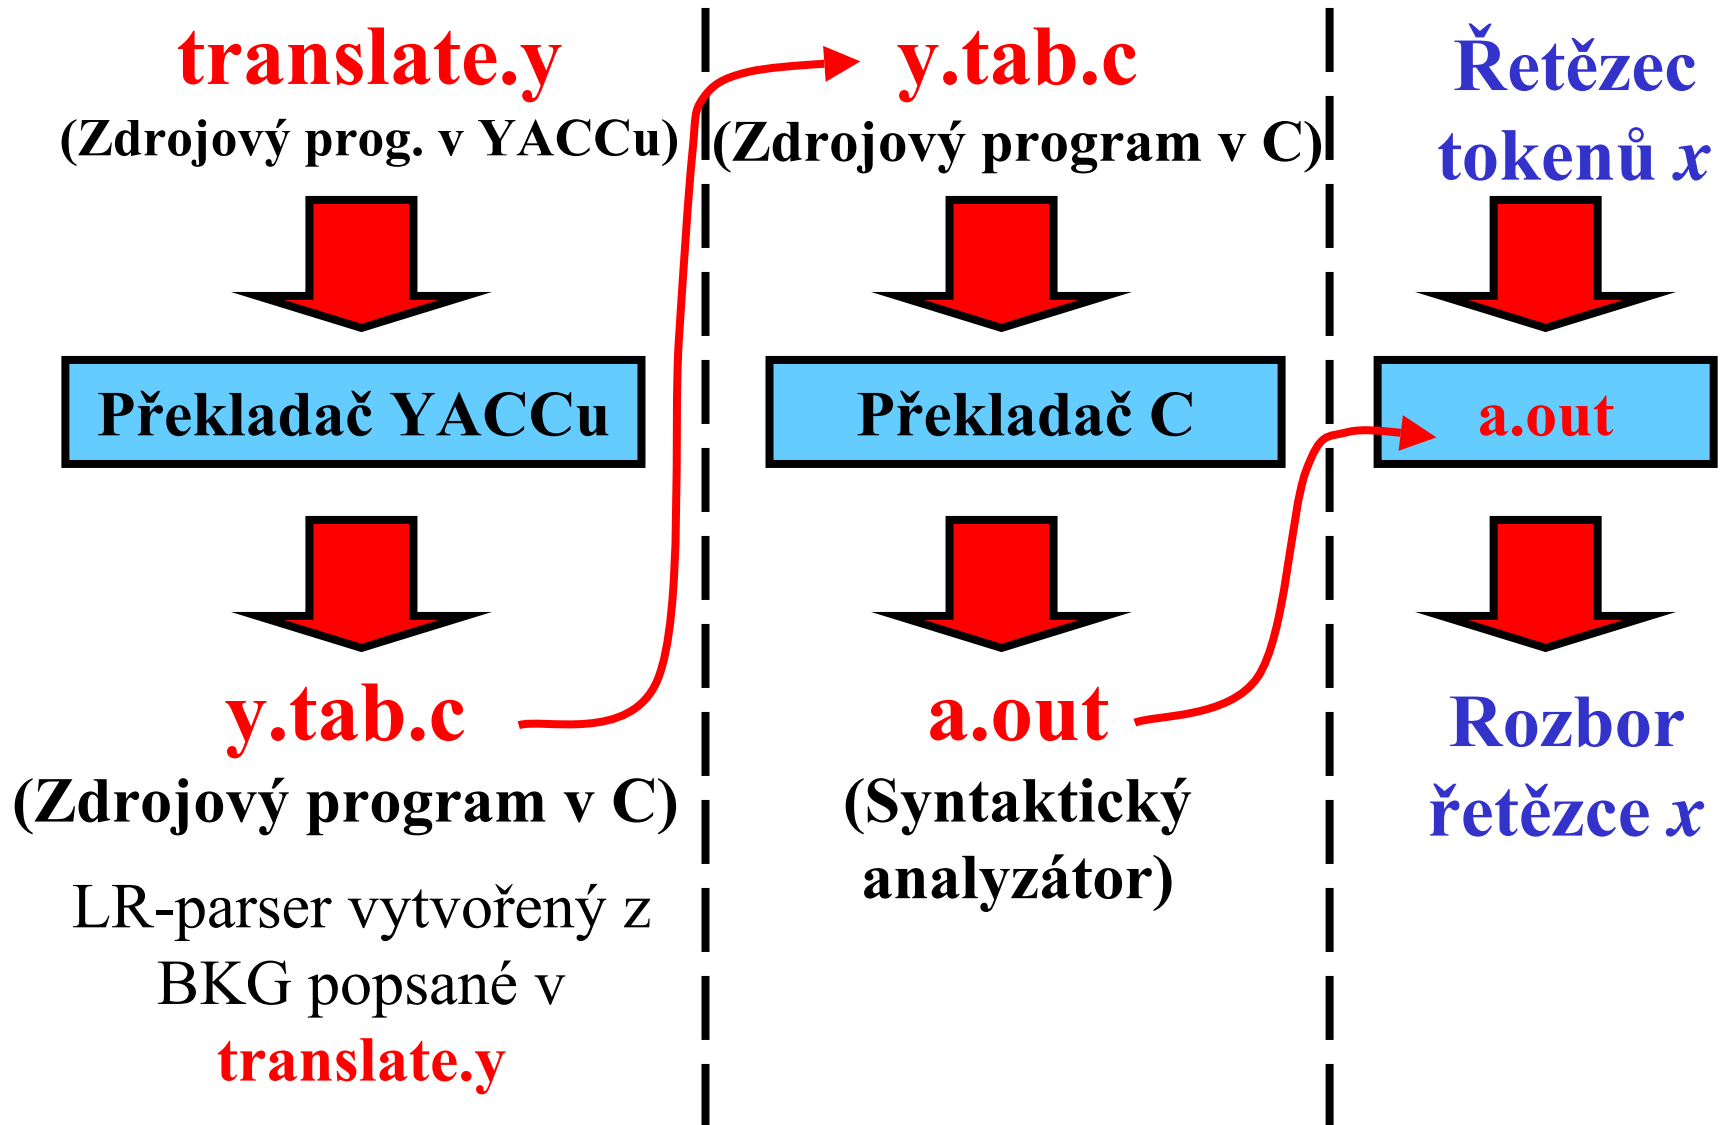 translate.y
(Zdrojový prog. v YACCu)
Překladač YACCu
y.tab.c
(Zdrojový program v C)
LR-parser vytvořený z
BKG popsané v
translate.y
y.tab.c
(Zdrojový program v C)
Překladač C
a.out
(Syntaktický
analyzátor)
Řetězec
tokenů x
a.out
Rozbor
řetězce x